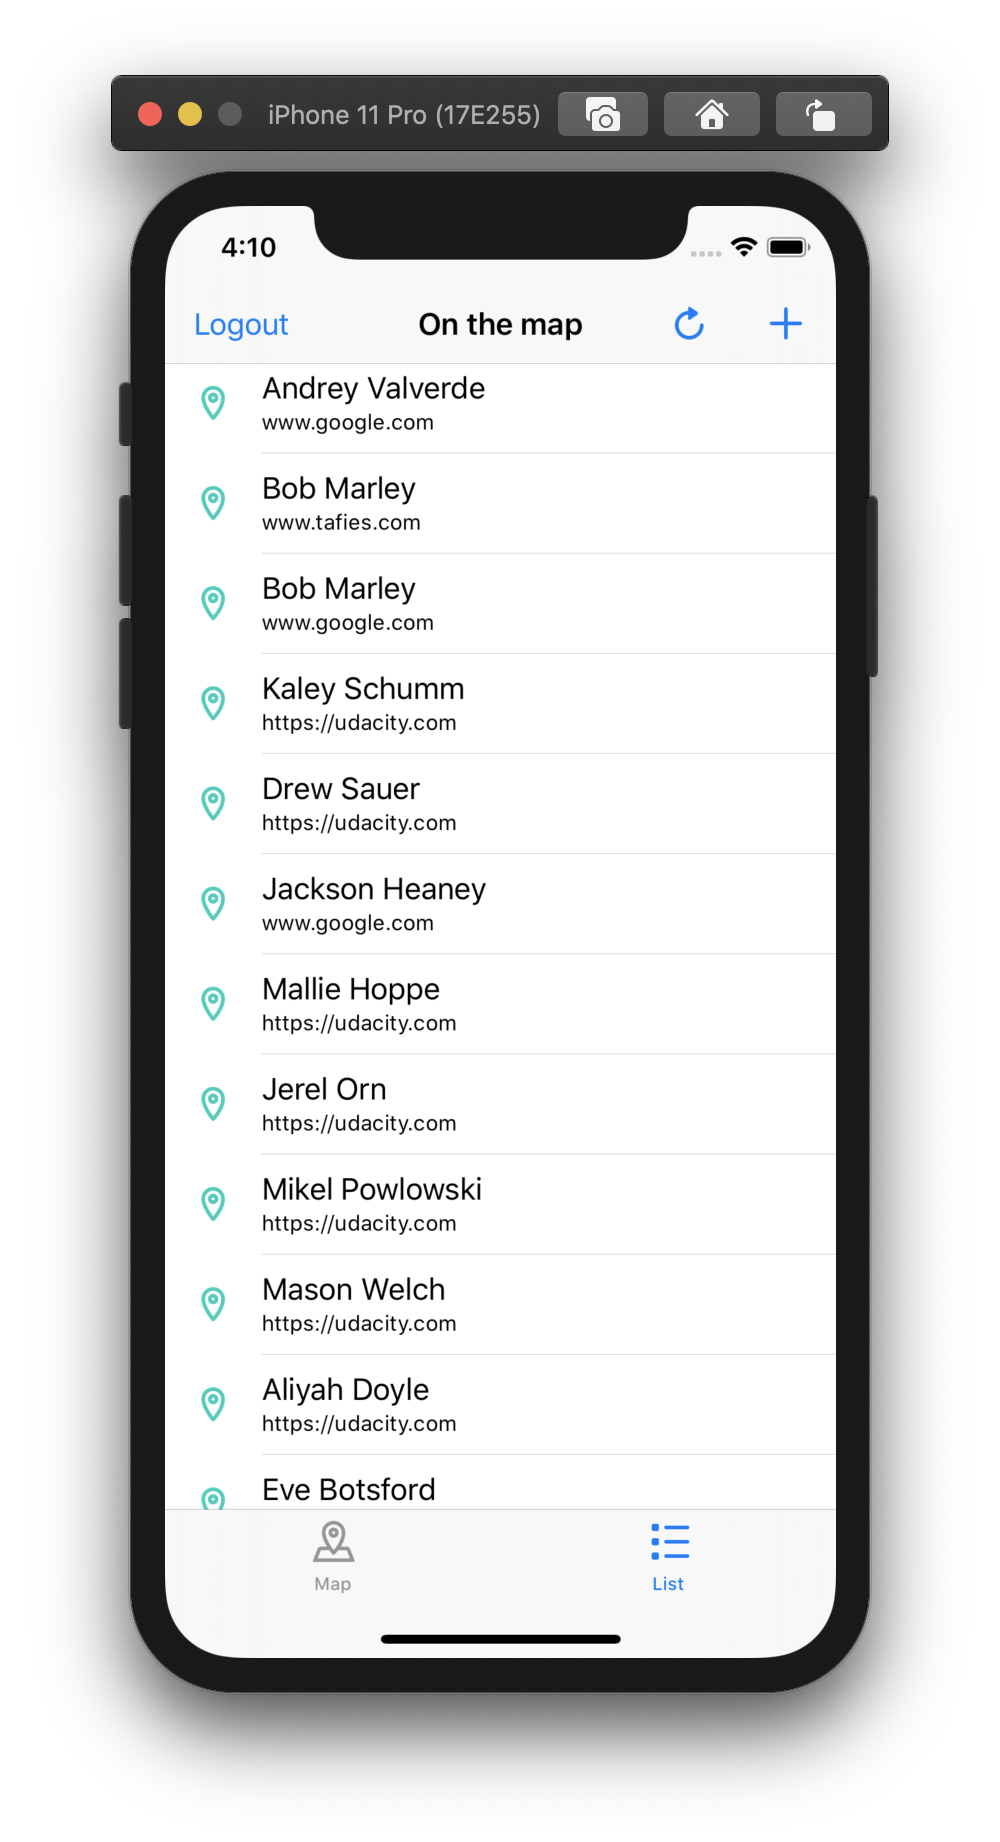 iPhone 11 Pro (17E255)
4:10
Logout
On the map
Andrey Valverde
www.google.com
Bob Marley
www.tafies.com
Bob Marley
www.google.com
Kaley Schumm
https://udacity.com
Drew Sauer
https://udacity.com
Jackson Heaney
www.google.com
Mallie Hoppe
https://udacity.com
Jerel Orn
https://udacity.com
Mikel Powlowski
https://udacity.com
Mason Welch
https://udacity.com
Aliyah Doyle
https://udacity.com
Eve Botsford
Map
List